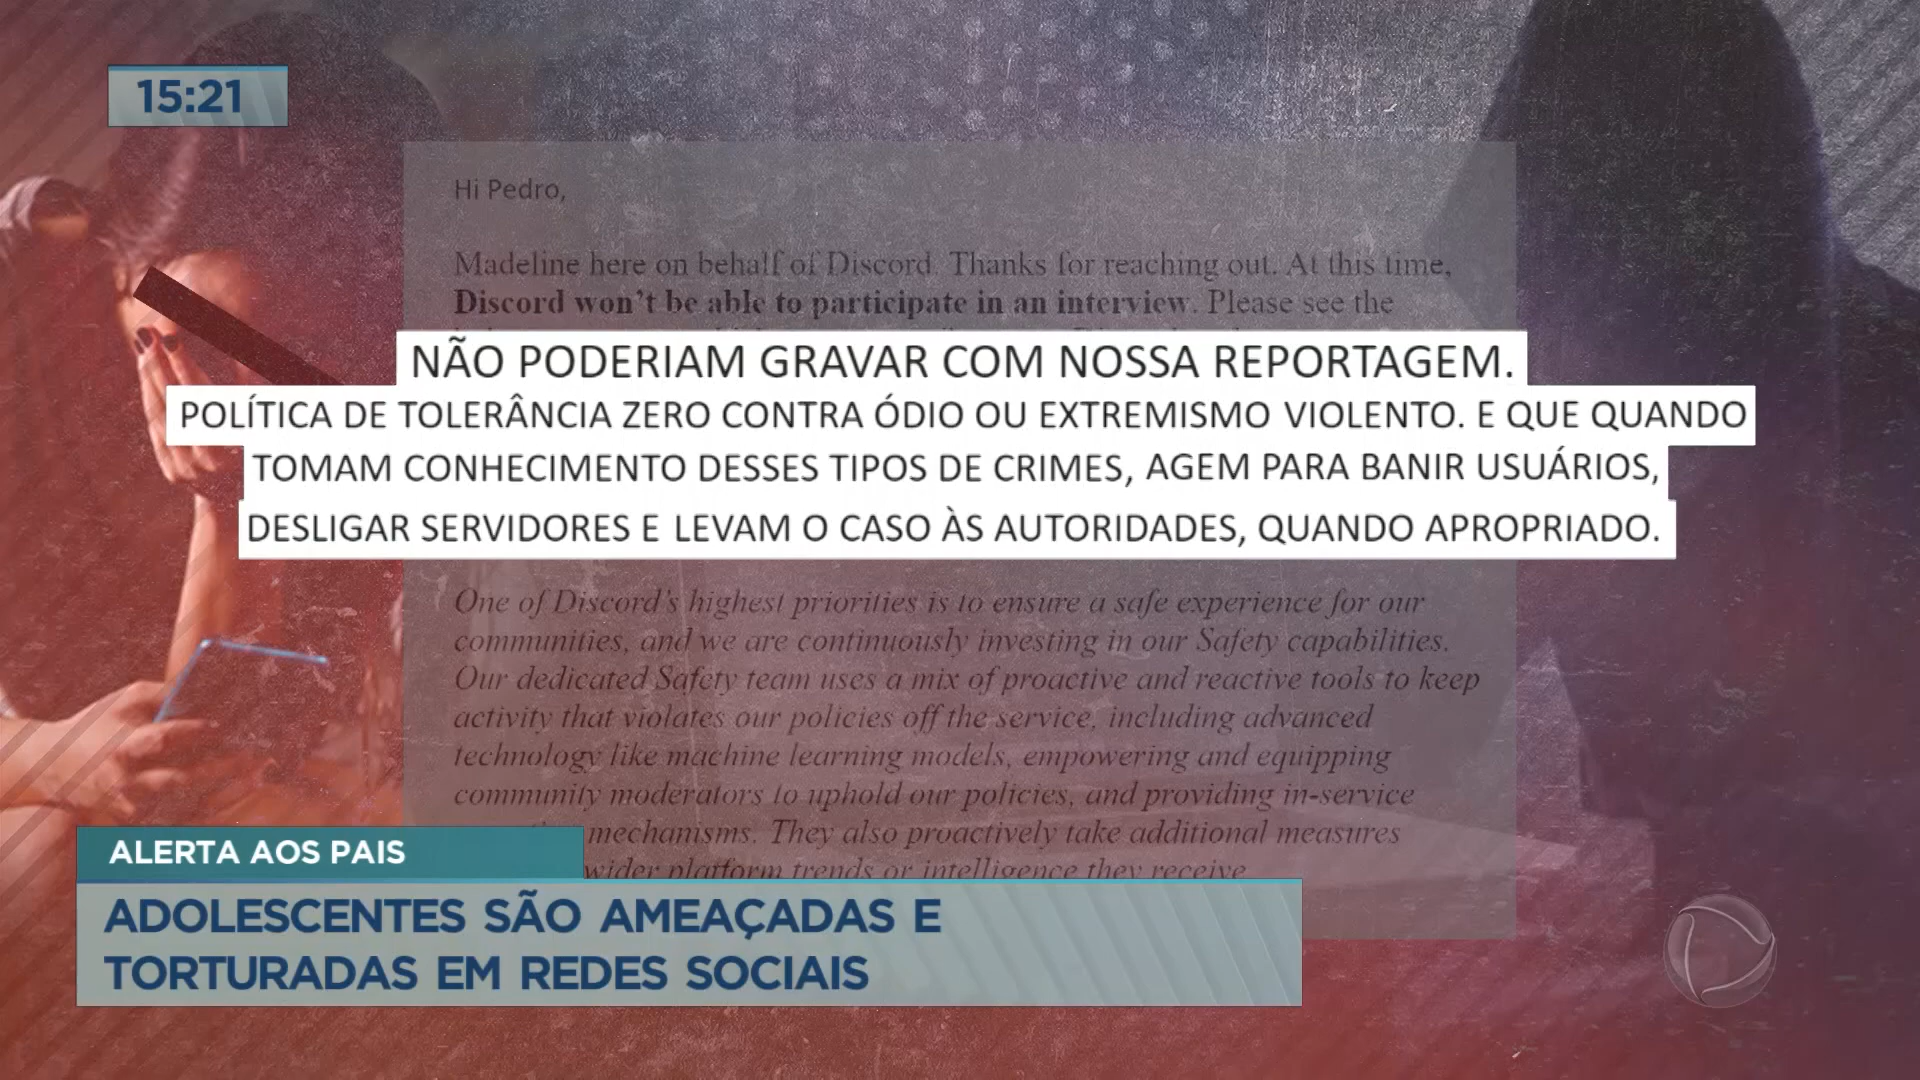 15:21
Hi Pedro,
Madeline here on behalf of Discord. Thanks for reaching out. At this time,
Discord won't be able to participate in an interview. Please see the
NÃO PODERIAM GRAVAR COM NOSSA REPORTAGEM.
POLÍTICA DE TOLERÂNCIA ZERO CONTRA ÓDIO OU EXTREMISMO VIOLENTO. E QUE QUANDO
TOMAM CONHECIMENTO DESSES TIPOS DE CRIMES, AGEM PARA BANIR USUÁRIOS,
DESLIGAR SERVIDORES E LEVAM O CASO ÀS AUTORIDADES, QUANDO APROPRIADO.
One of Discord's highest priorities is to ensure a safe experience for our
communities, and we are continuously investing in our Safety capabilities.
Our dedicated Safety team uses a mix of proactive and reactive tools to keep
activity that violates our policies off the service, including advanced
technology like machine learning models, empowering and equipping
community moderators to uphold our policies, and providing in-service
mechanisms. They also proactively take additional measures
wider platform trends or intelligence they receive
ALERTA AOS PAIS
ADOLESCENTES SÃO AMEAÇADAS E
TORTURADAS EM REDES SOCIAIS